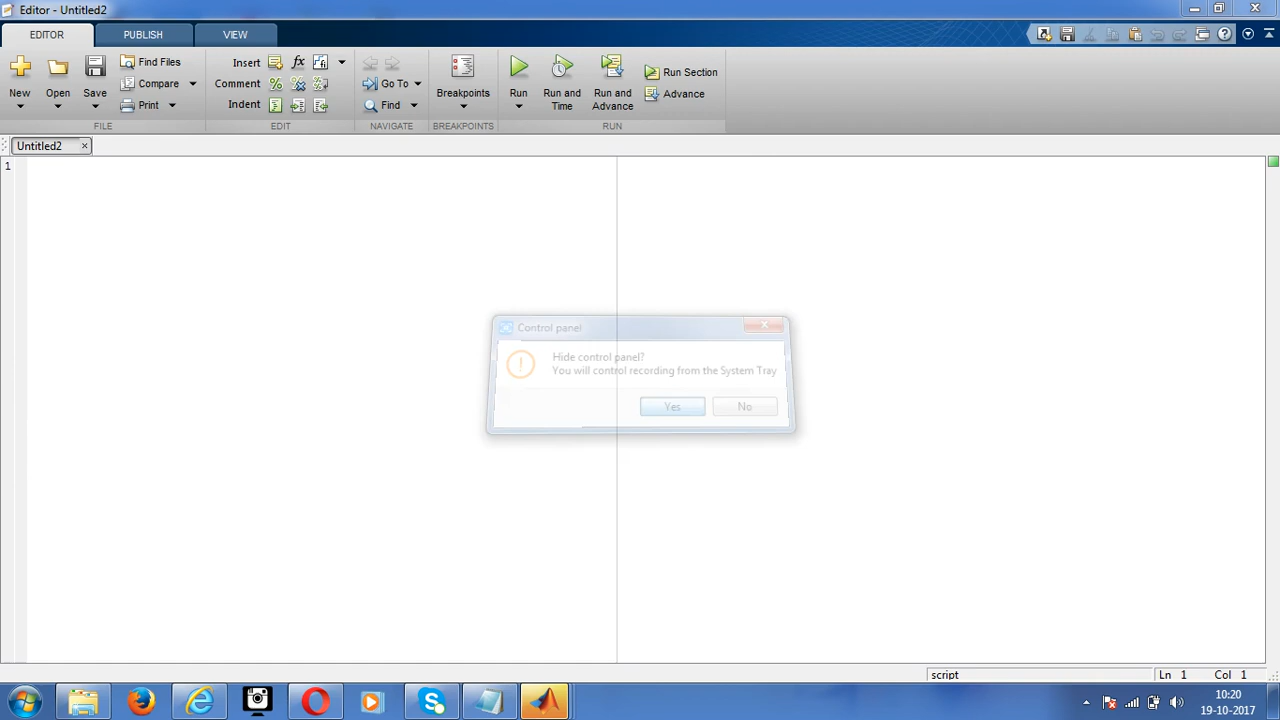 Editor - Untitled2
EDITOR PUBLISH VIEW
New
Open
Save
Find Files
Compare
Print
FILE
Insert fx
Comment
Indent
EDIT
Go To
Find
NAVIGATE
Breakpoints
BREAKPOINTS
Run
Run and
Time
Run and
Advance
Run Section
Advance
RUN
Untitled2
1
Control panel
Hide control panel?
You will control recording from the System Tray
Yes No
script Ln 1 Col 1
10:20
19-10-2017